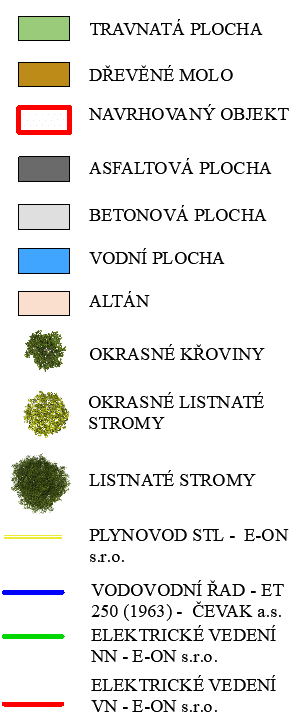 TRAVNATÁ PLOCHA
DŘEVĚNÉ MOLO
NAVRHOVANÝ OBJEKT
ASFALTOVÁ PLOCHA
BETONOVÁ PLOCHA
VODNÍ PLOCHA
ALTÁN
OKRASNÉ KŘOVINY
OKRASNÉ LISTNATÉ
STROMY
LISTNATÉ STROMY
PLYNOVOD STL - E-ON
s.r.o.
VODOVODNÍ ŘAD - ET
250 (1963) - ČEVAK a.s.
ELEKTRICKÉ VEDENÍ
NN - E-ON s.r.o.
ELEKTRICKÉ VEDENÍ
VN - E-ON s.r.o.